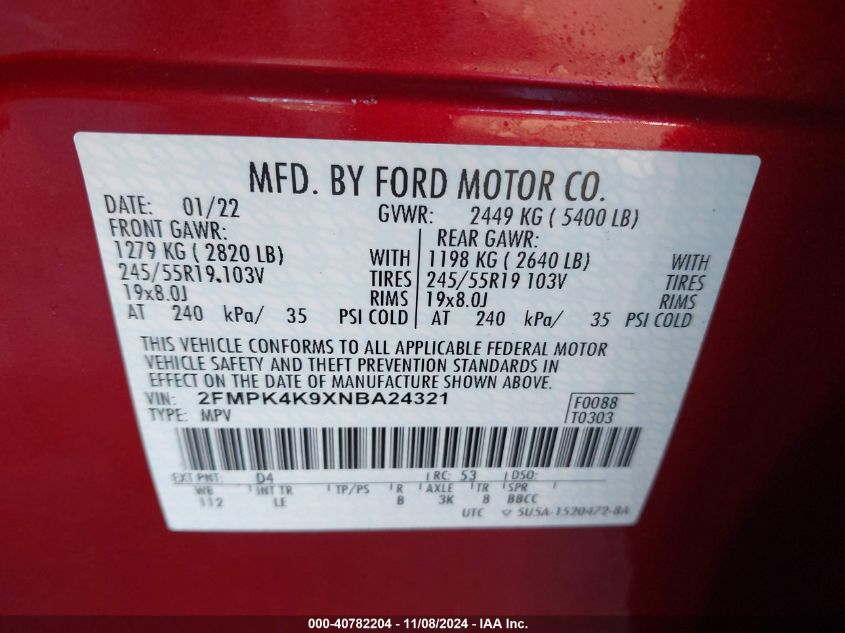 MFD. BY FORD MOTOR CO.
DATE: 01/22 GVWR: 2449 KG ( 5400 LB)
FRONT GAWR: REAR GAWR:
1279 KG ( 2820 LB) WITH 1198 KG ( 2640 LB) WITH
245/55R19 103V TIRES 245/55R19 103V TIRES
19x8.0J RIMS 19x8.0J RIMS
AT 240 kPa/ 35 PSI COLD AT 240 kPa/ 35 PSI COLD
THIS VEHICLE CONFORMS TO ALL APPLICABLE FEDERAL MOTOR
VEHICLE SAFETY AND THEFT PREVENTION STANDARDS IN
EFFECT ON THE DATE OF MANUFACTURE SHOWN ABOVE.
VIN: 2FMPK4K9XNBA24321 F0088
TYPE: MPV T0303
EXT PNT: D4 RC: 53 DSO:
WB INT TR TP/PS R AXLE TR SPR
112 LE B 3K 8 BBCC
UTC 5U5A-1520472-BA
000-40782204 - 11/08/2024 - IAA Inc.